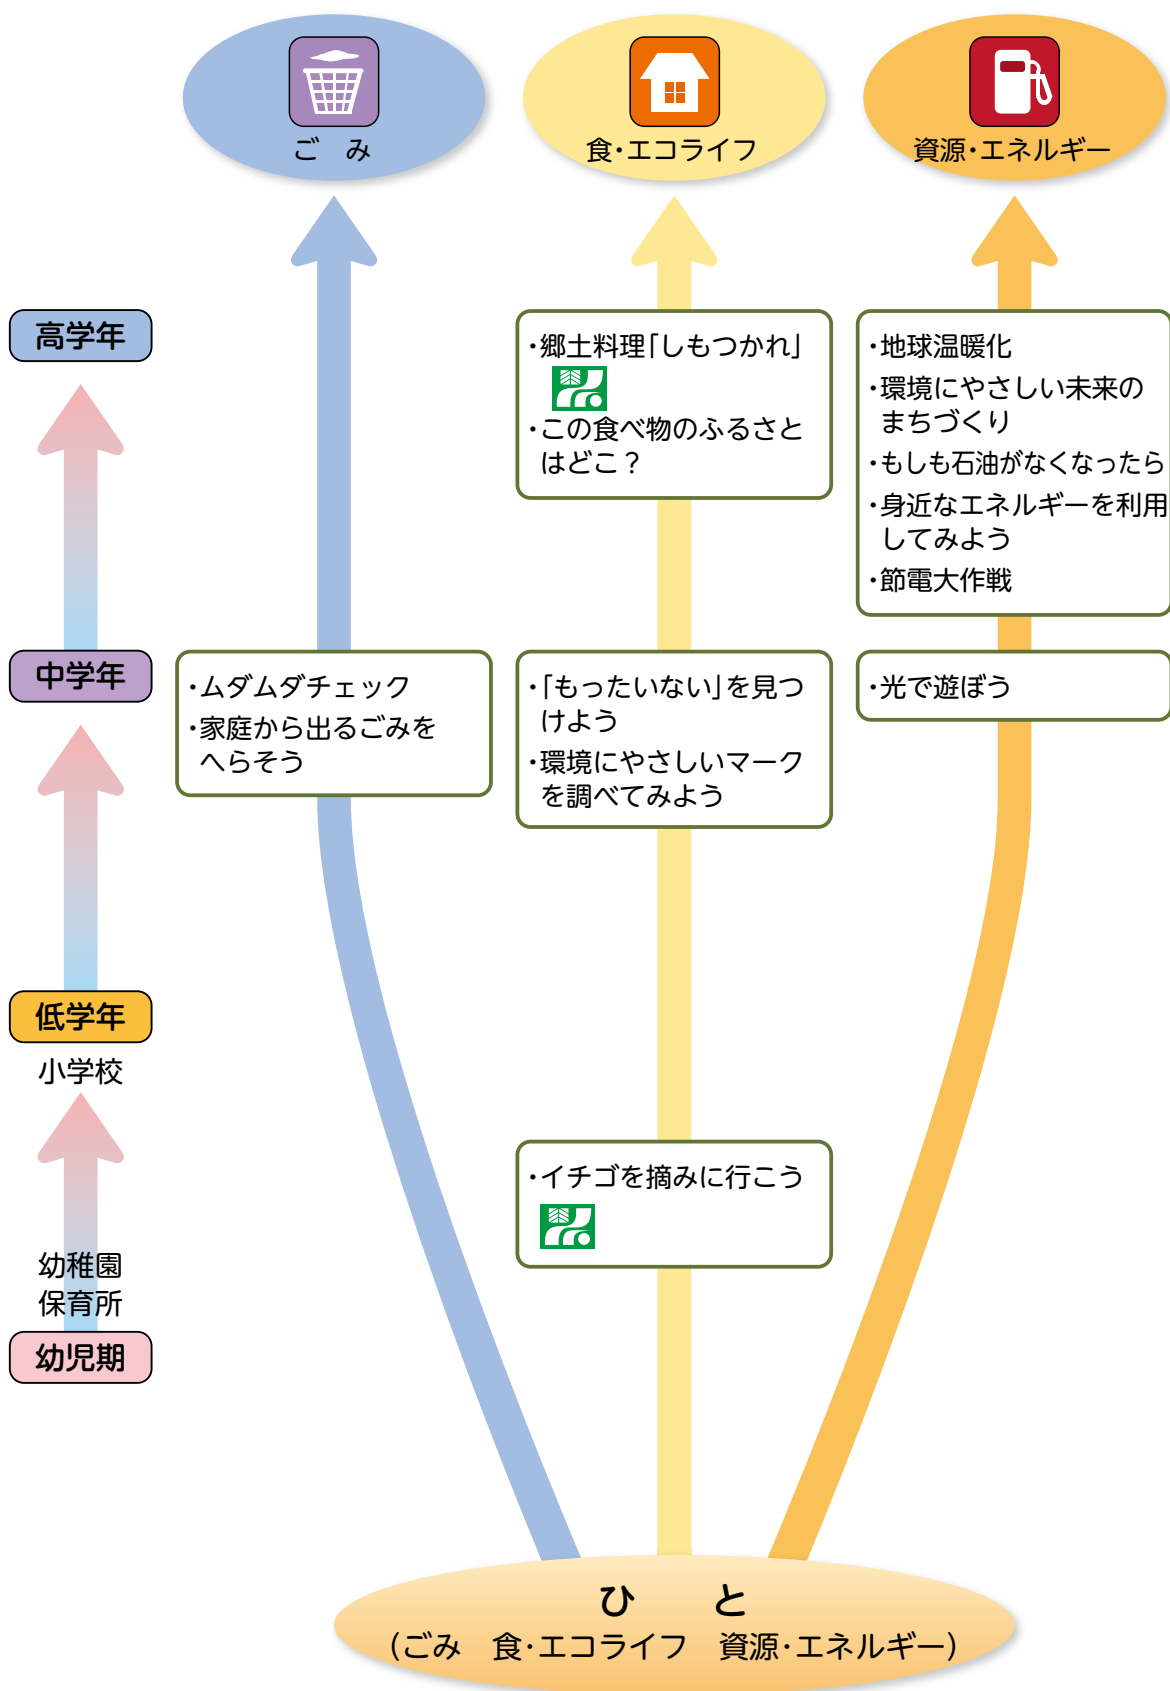 ご　み
食・エコライフ
資源・エネルギー
高学年
・郷土料理「しもつかれ」
・この食べ物のふるさと
はどこ？
・地球温暖化
・環境にやさしい未来の
まちづくり
・もしも石油がなくなったら
・身近なエネルギーを利用
してみよう
・節電大作戦
中学年
・ムダムダチェック
・家庭から出るごみを
へらそう
・「もったいない」を見つ
けよう
・環境にやさしいマーク
を調べてみよう
・光で遊ぼう
低学年
小学校
・イチゴを摘みに行こう
幼稚園
保育所
幼児期
ひ　と
（ごみ　食・エコライフ　資源・エネルギー）